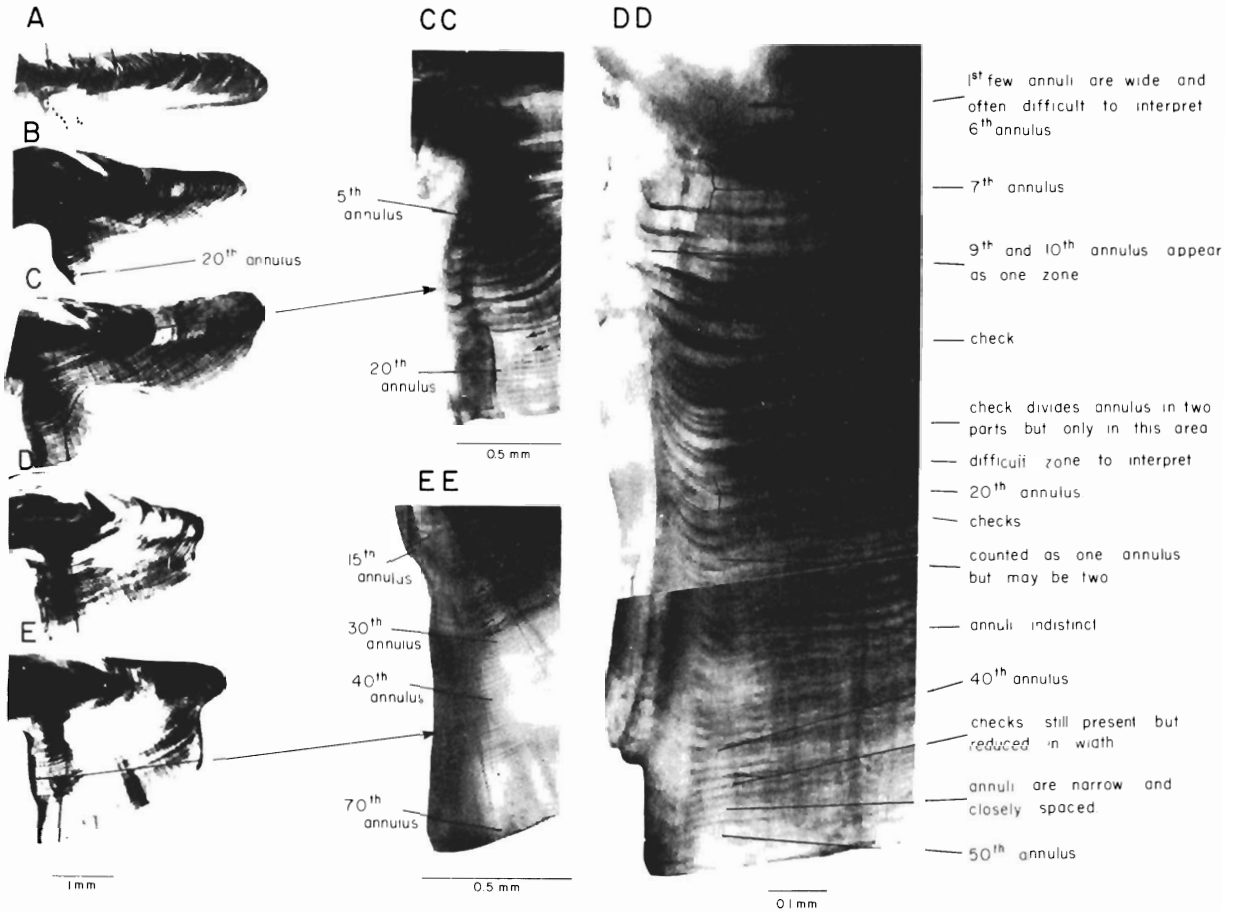 A
B
20th annulus
C
D
E
1mm
CC
5th
annulus
20th
annulus
0.5 mm
EE
15th
annulus
30th
annulus
40th
annulus
70th
annulus
0.5 mm
DD
1st few annuli are wide and
often difficult to interpret
6th annulus
7th annulus
9th and 10th annulus appear
as one zone
check
check divides annulus in two
parts but only in this area
difficult zone to interpret
20th annulus
checks
counted as one annulus
but may be two
annuli indistinct
40th annulus
checks still present but
reduced in width
annuli are narrow and
closely spaced.
50th annulus
0.1 mm